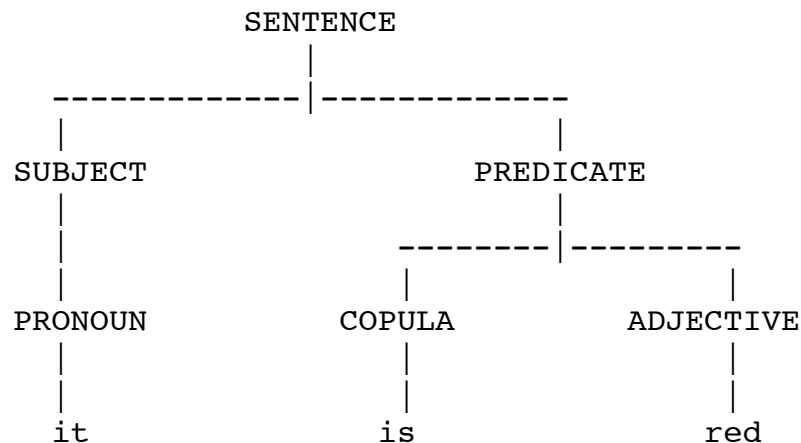 SENTENCE
SUBJECT PREDICATE
PRONOUN COPULA ADJECTIVE
it is red